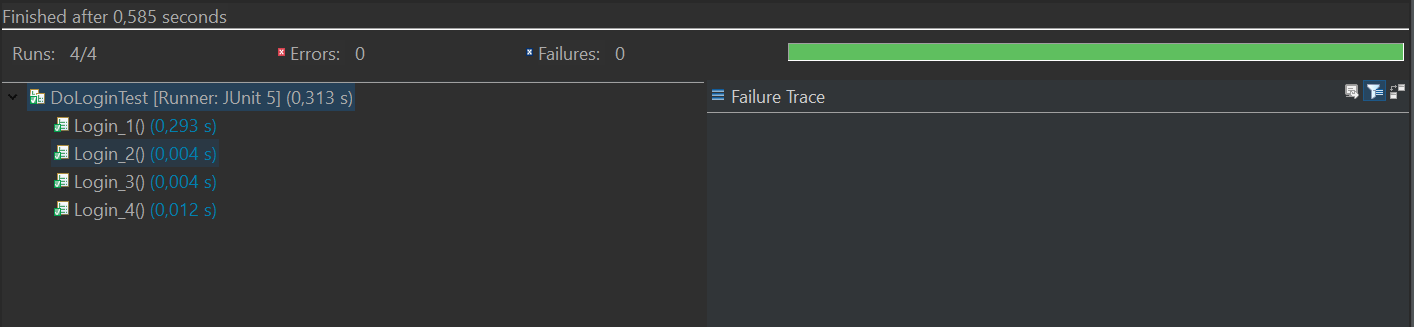 Finished after 0,585 seconds
Runs: 4/4 Errors: 0 Failures: 0
DoLoginTest [Runner: JUnit 5] (0,313 s)
Failure Trace
Login_1() (0,293 s)
Login_2() (0,004 s)
Login_3() (0,004 s)
Login_4() (0,012 s)